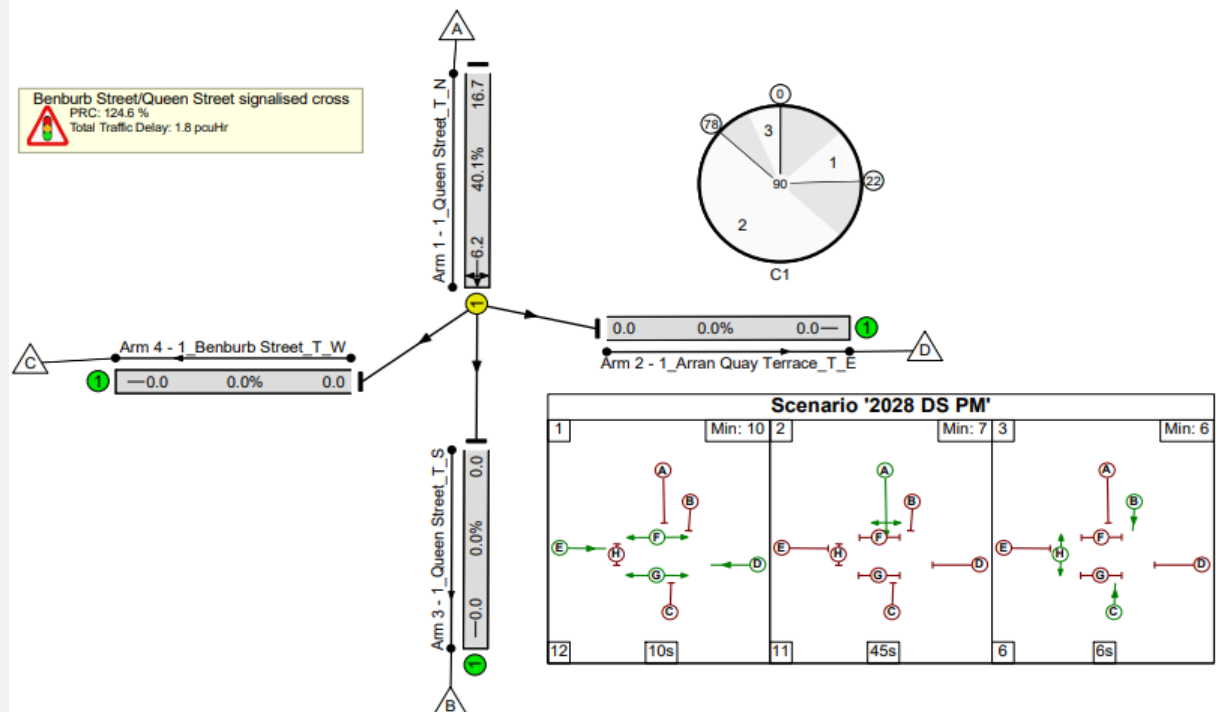 A
Benburb Street/Queen Street signalised cross
PRC: 124.6 %
Total Traffic Delay: 1.8 pcuHr
Arm 1 - 1_Queen Street_T_N
16.7
40.1%
6.2
0
78
3
1
90
22
2
C1
1
0.0 0.0% 0.0
1
Arm 2 - 1_Arran Quay Terrace_T_E
D
Arm 4 - 1_Benburb Street_T_W
C
1
0.0 0.0% 0.0
Arm 3 - 1_Queen Street_T_S
0.0
0.0%
0.0
1
B
Scenario '2028 DS PM'
1 Min: 10
A
B
E
F
H
D
G
C
12 10s
2 Min: 7
A
B
E
F
H
D
G
C
11 45s
3 Min: 6
A
B
E
F
H
D
G
C
6 6s